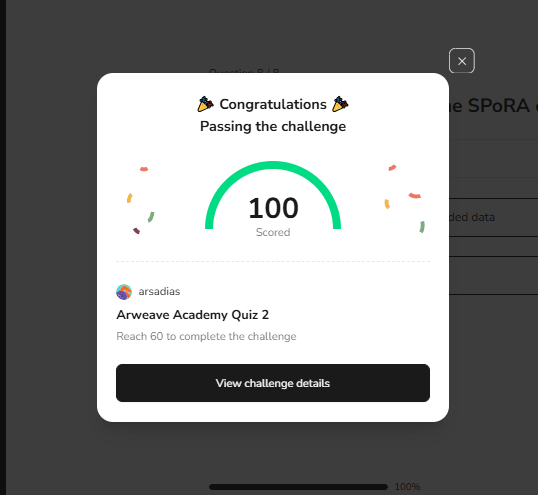 Question 8 / 8
Congratulations
Passing the challenge
e SPoRA
100
Scored
ded data
arsadias
Arweave Academy Quiz 2
Reach 60 to complete the challenge
View challenge details
100%